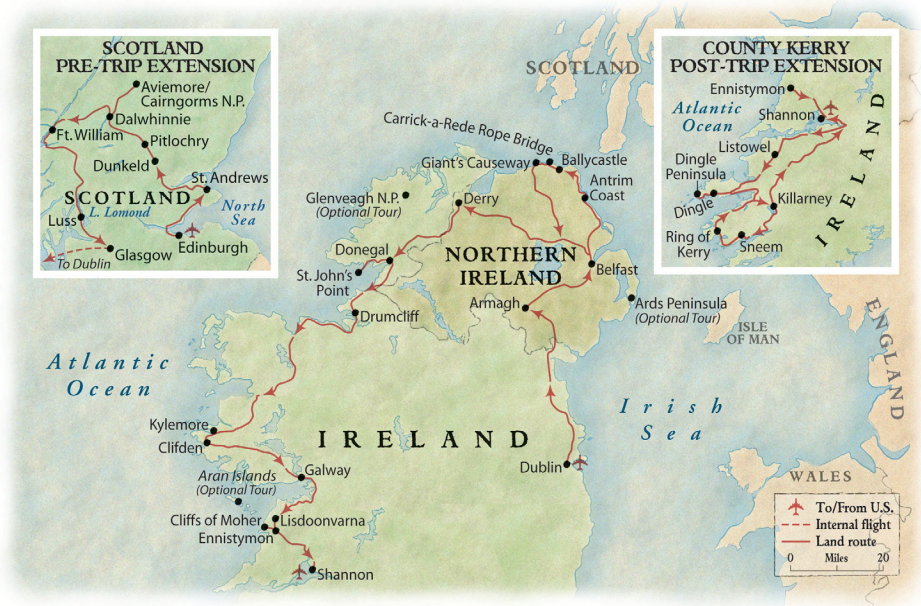 SCOTLAND
PRE-TRIP EXTENSION
Aviemore/
Cairngorms N.P.
Dalwhinnie
Ft. William
Pitlochry
Dunkeld
St. Andrews
SCOTLAND
L. Lomond
North
Sea
Luss
Edinburgh
Glasgow
To Dublin
SCOTLAND
COUNTY KERRY
POST-TRIP EXTENSION
Ennistymon
Atlantic
Ocean
Shannon
Listowel
Dingle
Peninsula
Dingle
Killarney
Ring of
Kerry
Sneem
IRELAND
Carrick-a-Rede Rope Bridge
Giant's Causeway
Ballycastle
Antrim
Coast
Glenveagh N.P.
(Optional Tour)
Derry
Donegal
St. John's
Point
NORTHERN
IRELAND
Belfast
Armagh
Ards Peninsula
(Optional Tour)
Drumcliff
ISLE
OF MAN
ENGLAND
Atlantic
Ocean
Irish
Sea
Kylemore
Clifden
IRELAND
Dublin
Galway
Aran Islands
(Optional Tour)
WALES
Cliffs of Moher
Lisdoonvarna
Ennistymon
Shannon
To/From U.S.
Internal flight
Land route
0 Miles 20